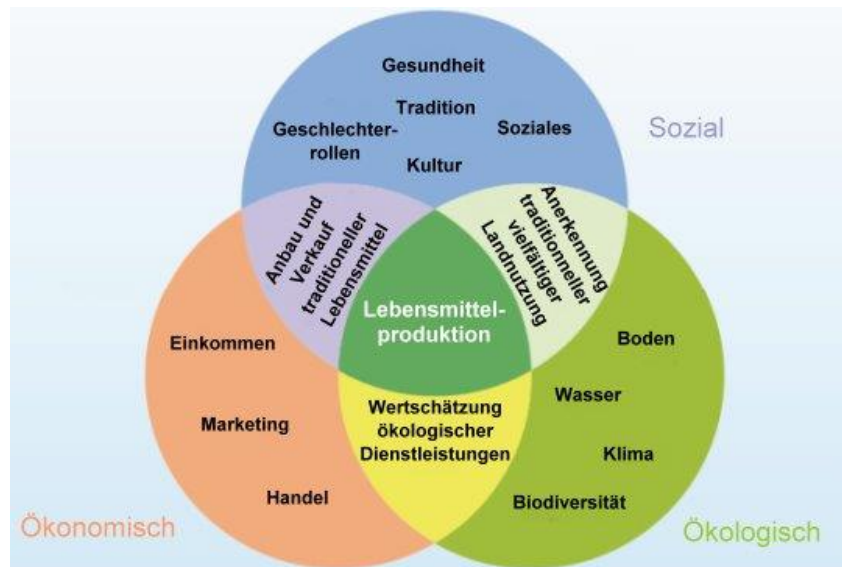 Gesundheit
Tradition
Geschlechter-
rollen
Soziales
Kultur
Sozial
Anbau und
Verkauf
traditioneller
Lebensmittel
Anerkennung
traditionneller
vielfältiger
Landnutzung
Lebensmittel-
produktion
Einkommen
Marketing
Handel
Ökonomisch
Wertschätzung
ökologischer
Dienstleistungen
Boden
Wasser
Klima
Biodiversität
Ökologisch